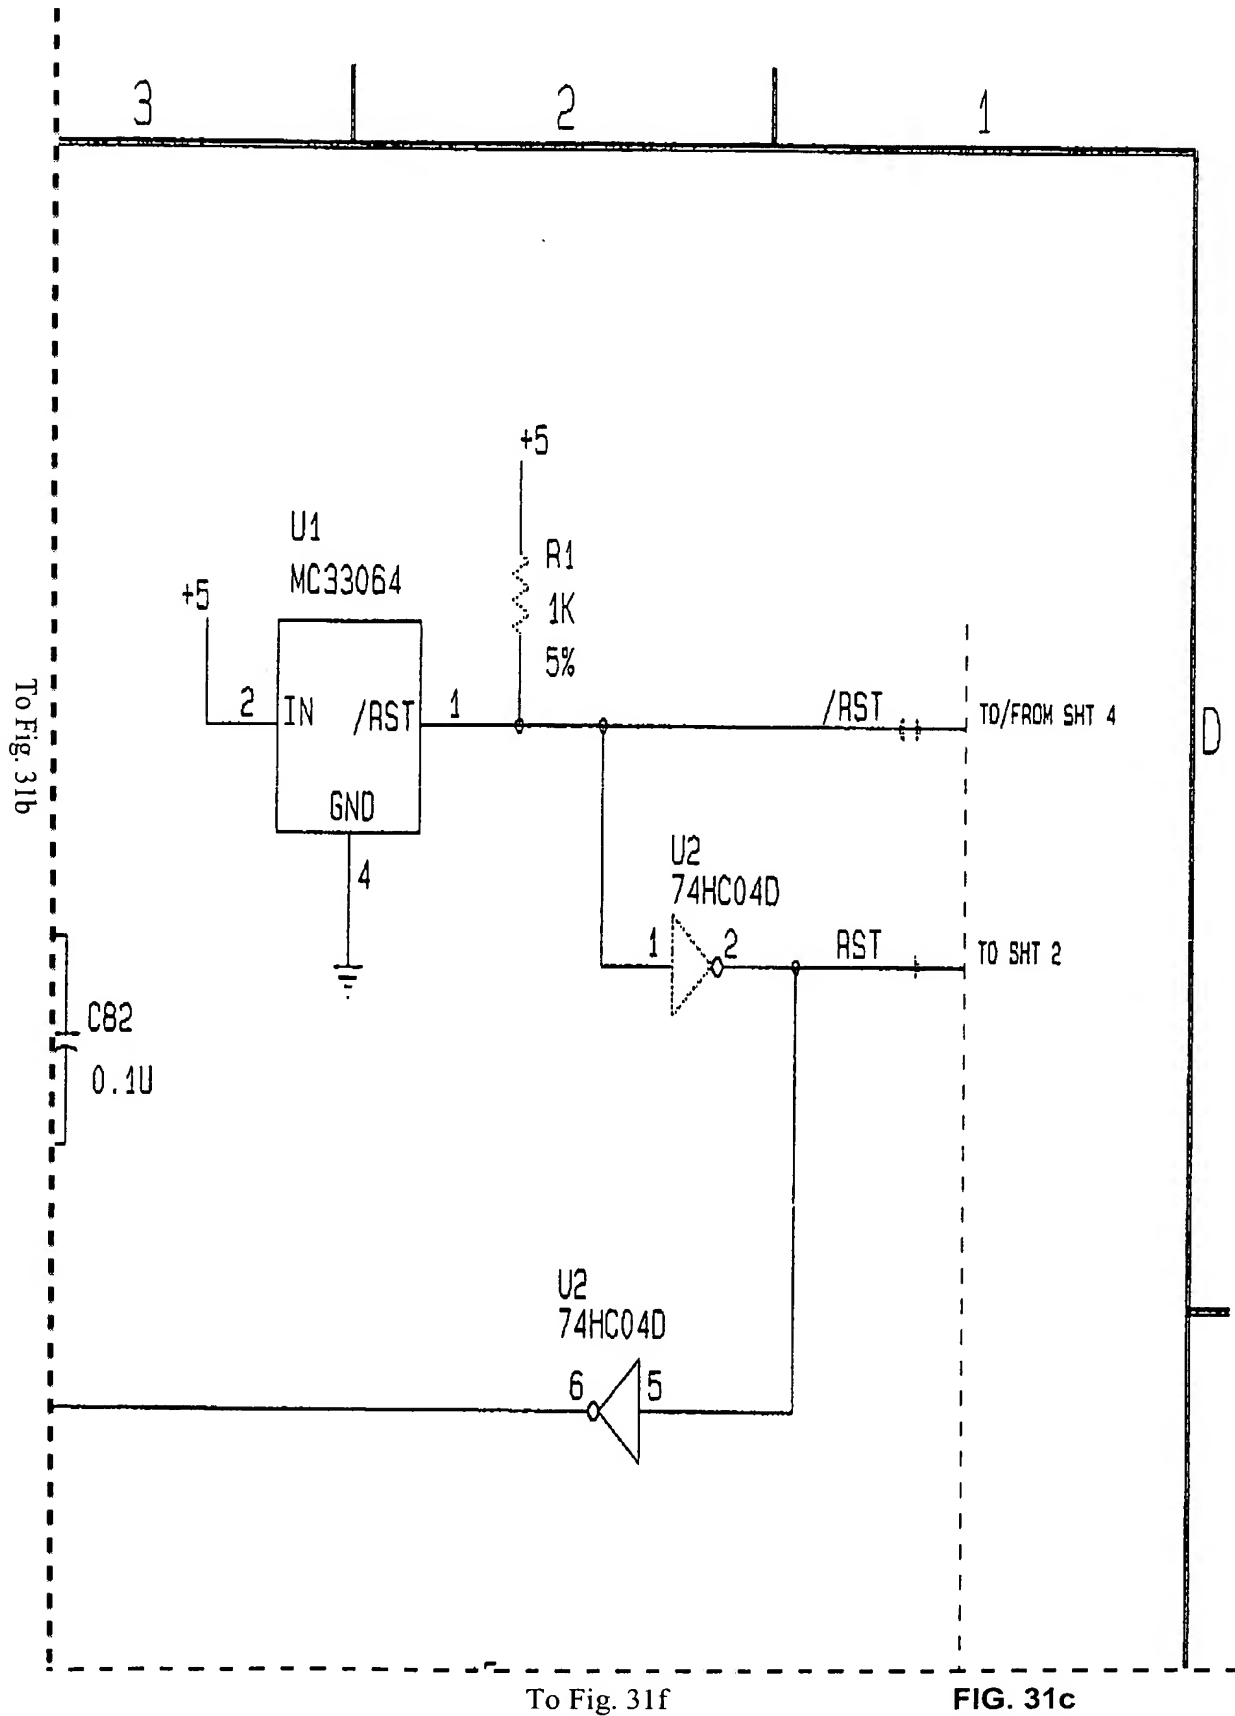 3
2
1
+5
U1
MC33064
R1
1K
5%
+5
2
IN
/RST
1
/RST
TO/FROM SHT 4
D
To Fig. 31b
GND
4
U2
74HC04D
1
2
RST
TO SHT 2
C82
0.1U
U2
74HC04D
6
5
To Fig. 31f
FIG. 31c